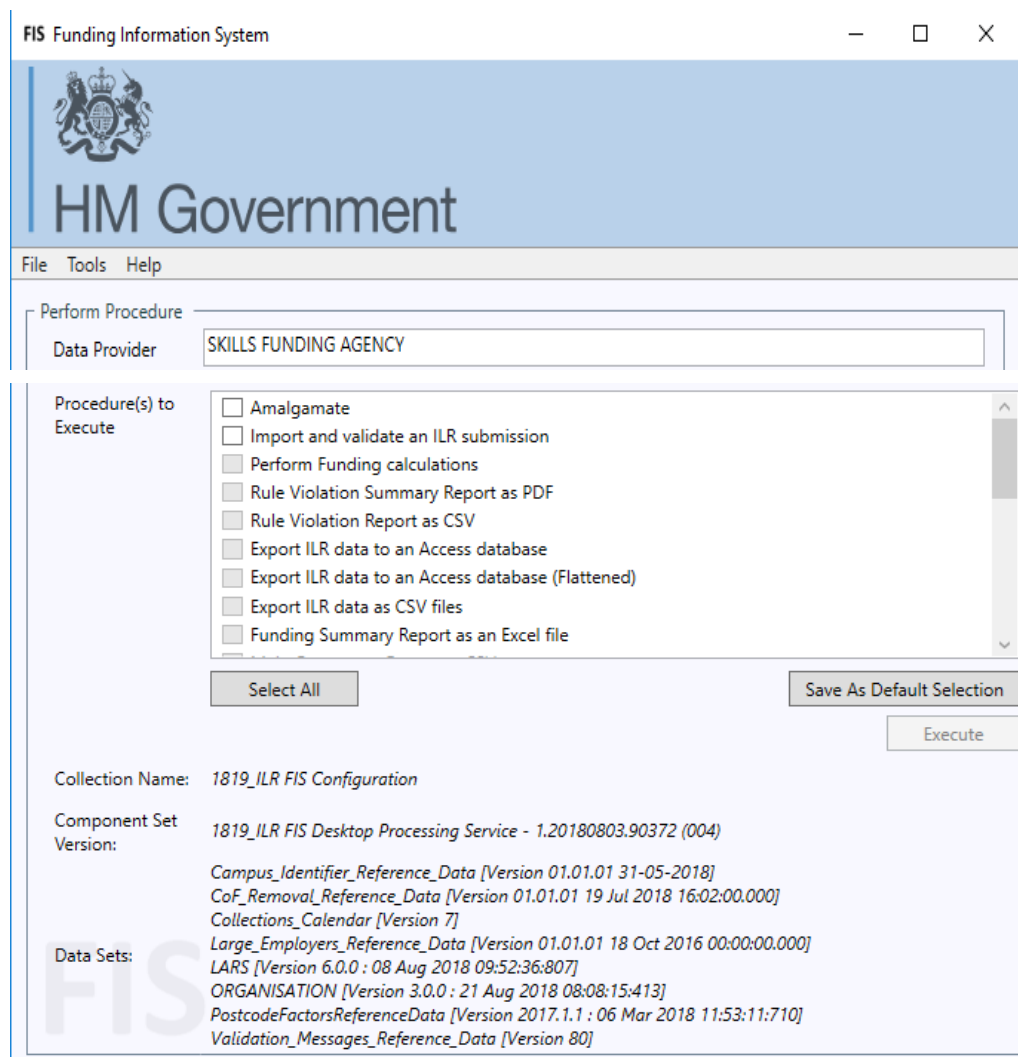 FIS Funding Information System
HM Government
File Tools Help
Perform Procedure
Data Provider SKILLS FUNDING AGENCY
Procedure(s) to Execute
Amalgamate
Import and validate an ILR submission
Perform Funding calculations
Rule Violation Summary Report as PDF
Rule Violation Report as CSV
Export ILR data to an Access database
Export ILR data to an Access database (Flattened)
Export ILR data as CSV files
Funding Summary Report as an Excel file
Select All Save As Default Selection
Execute
Collection Name: 1819_ILR FIS Configuration
Component Set Version: 1819_ILR FIS Desktop Processing Service - 1.20180803.90372 (004)
Data Sets:
Campus_Identifier_Reference_Data [Version 01.01.01 31-05-2018]
CoF_Removal_Reference_Data [Version 01.01.01 19 Jul 2018 16:02:00.000]
Collections_Calendar [Version 7]
Large_Employers_Reference_Data [Version 01.01.01 18 Oct 2016 00:00:00.000]
LARS [Version 6.0.0 : 08 Aug 2018 09:52:36:807]
ORGANISATION [Version 3.0.0 : 21 Aug 2018 08:08:15:413]
PostcodeFactorsReferenceData [Version 2017.1.1 : 06 Mar 2018 11:53:11:710]
Validation_Messages_Reference_Data [Version 80]
FIS